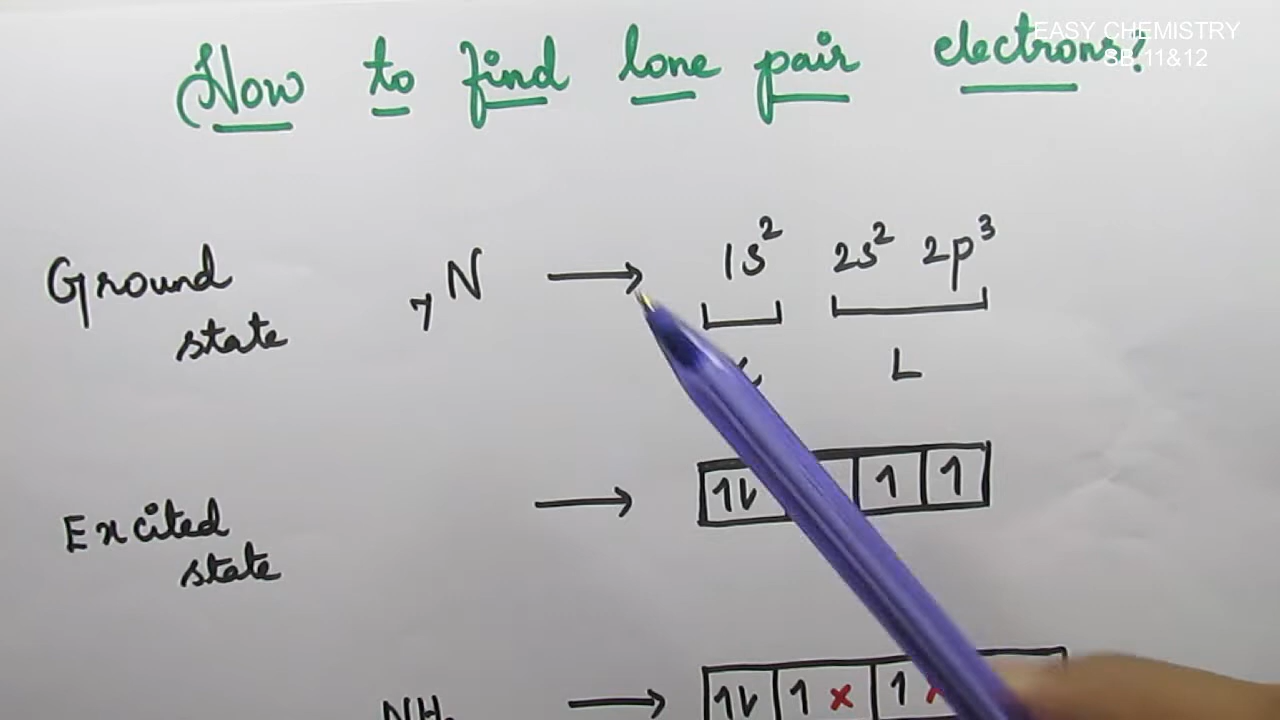 EASY CHEMISTRY
SB 11&12
How to find lone pair electrons?
Ground state
₇N → 1s² 2s² 2p³
L
Excited state
→ 1↿⇂ 1 1
NH₃ → ↿⇂ 1 x 1